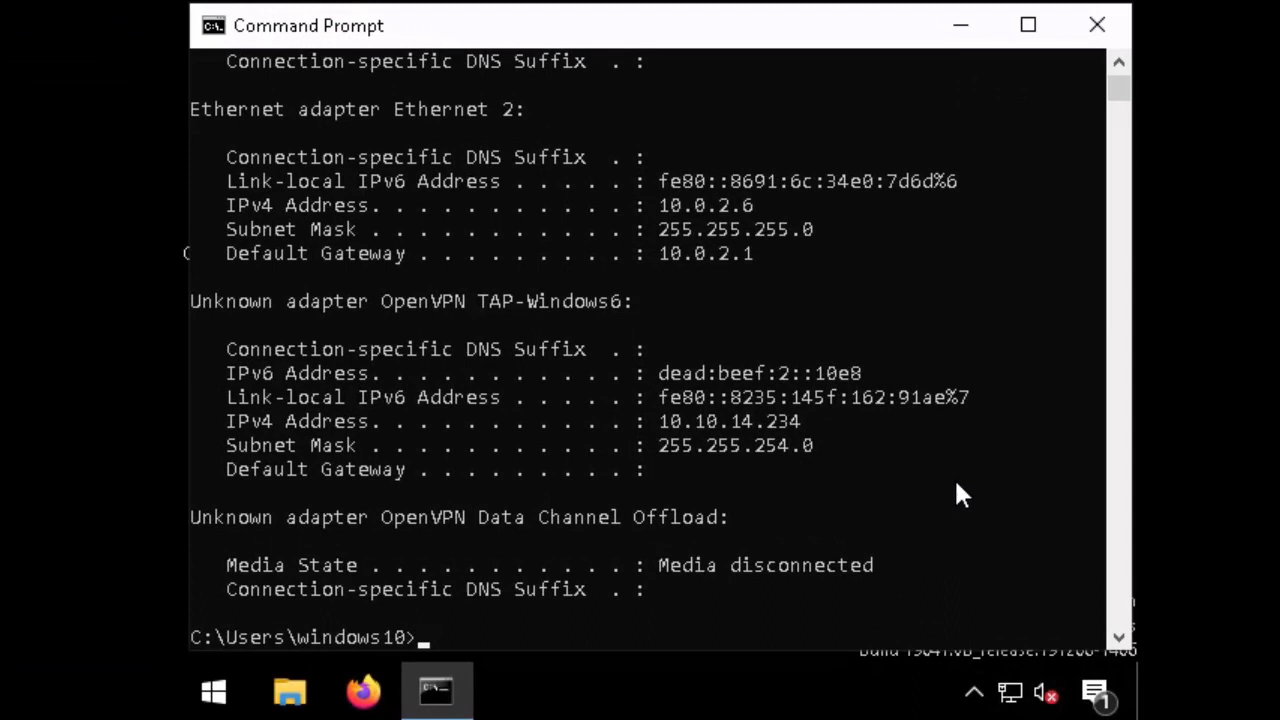 Command Prompt
Connection-specific DNS Suffix  . :
Ethernet adapter Ethernet 2:
Connection-specific DNS Suffix  . :
Link-local IPv6 Address . . . . . : fe80::8691:6c:34e0:7d6d%6
IPv4 Address. . . . . . . . . . . : 10.0.2.6
Subnet Mask . . . . . . . . . . . : 255.255.255.0
Default Gateway . . . . . . . . . : 10.0.2.1
Unknown adapter OpenVPN TAP-Windows6:
Connection-specific DNS Suffix  . :
IPv6 Address. . . . . . . . . . . : dead:beef:2::10e8
Link-local IPv6 Address . . . . . : fe80::8235:145f:162:91ae%7
IPv4 Address. . . . . . . . . . . : 10.10.14.234
Subnet Mask . . . . . . . . . . . : 255.255.254.0
Default Gateway . . . . . . . . . :
Unknown adapter OpenVPN Data Channel Offload:
Media State . . . . . . . . . . . : Media disconnected
Connection-specific DNS Suffix  . :
C:\Users\windows10>
1